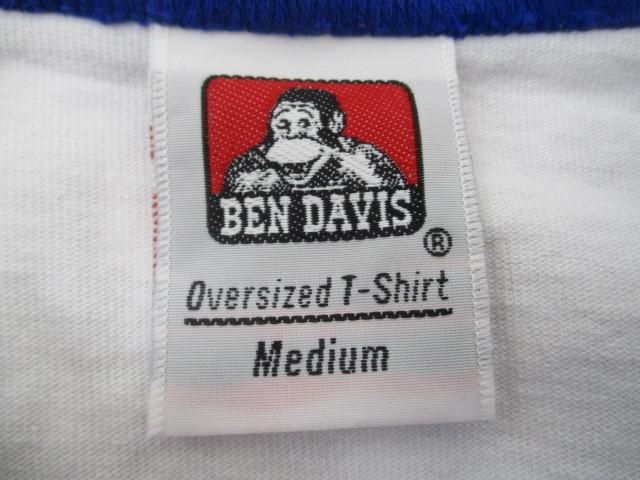 BEN DAVIS
®
Oversized T-Shirt
Medium